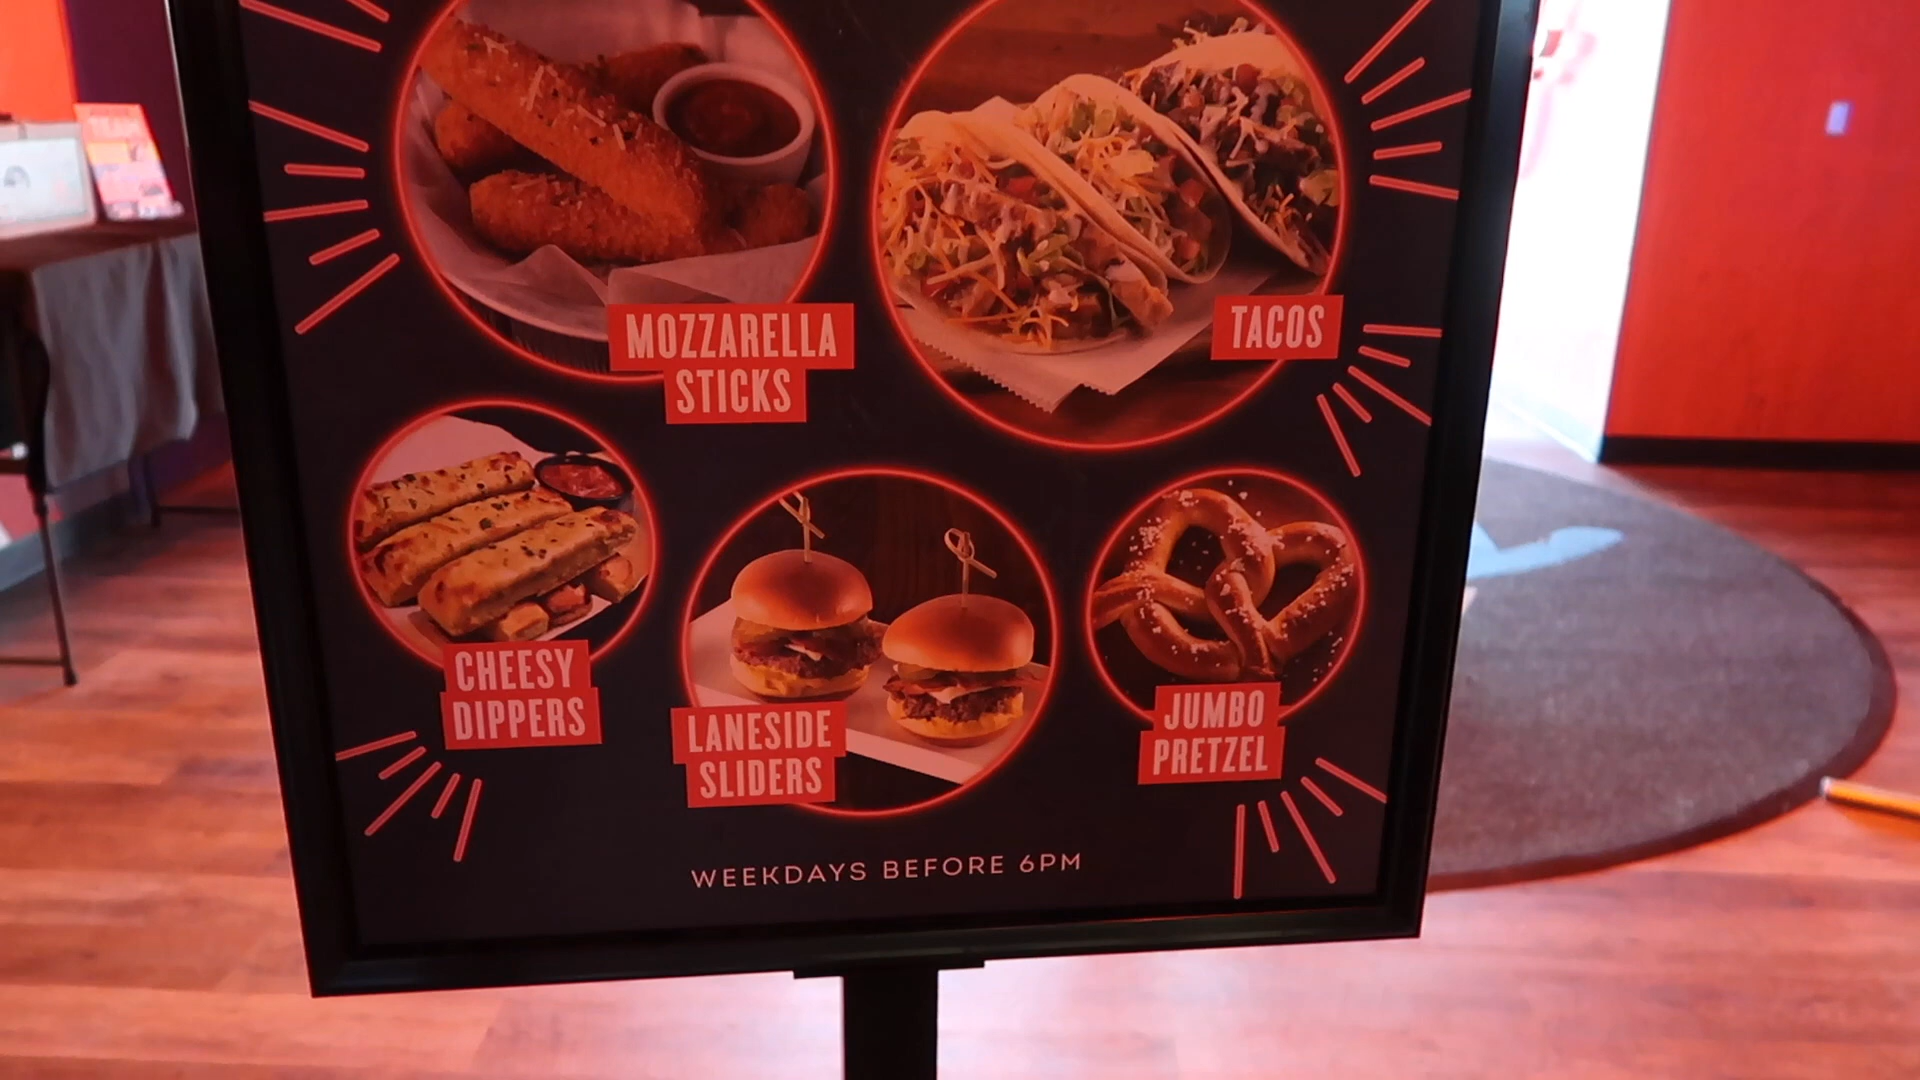 MOZZARELLA
STICKS
TACOS
CHEESY
DIPPERS
LANESIDE
SLIDERS
JUMBO
PRETZEL
WEEKDAYS BEFORE 6PM